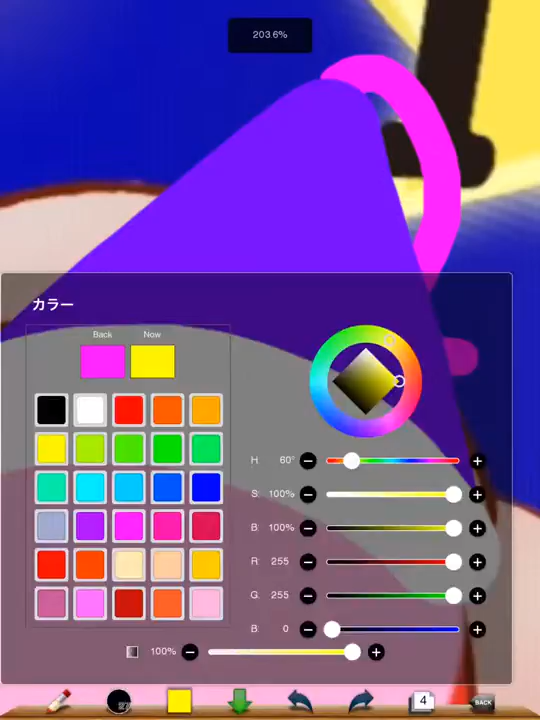 203.6%
カラー
Back Now
H: 60°
S: 100%
B: 100%
R: 255
G: 255
B: 0
100%
4
BACK